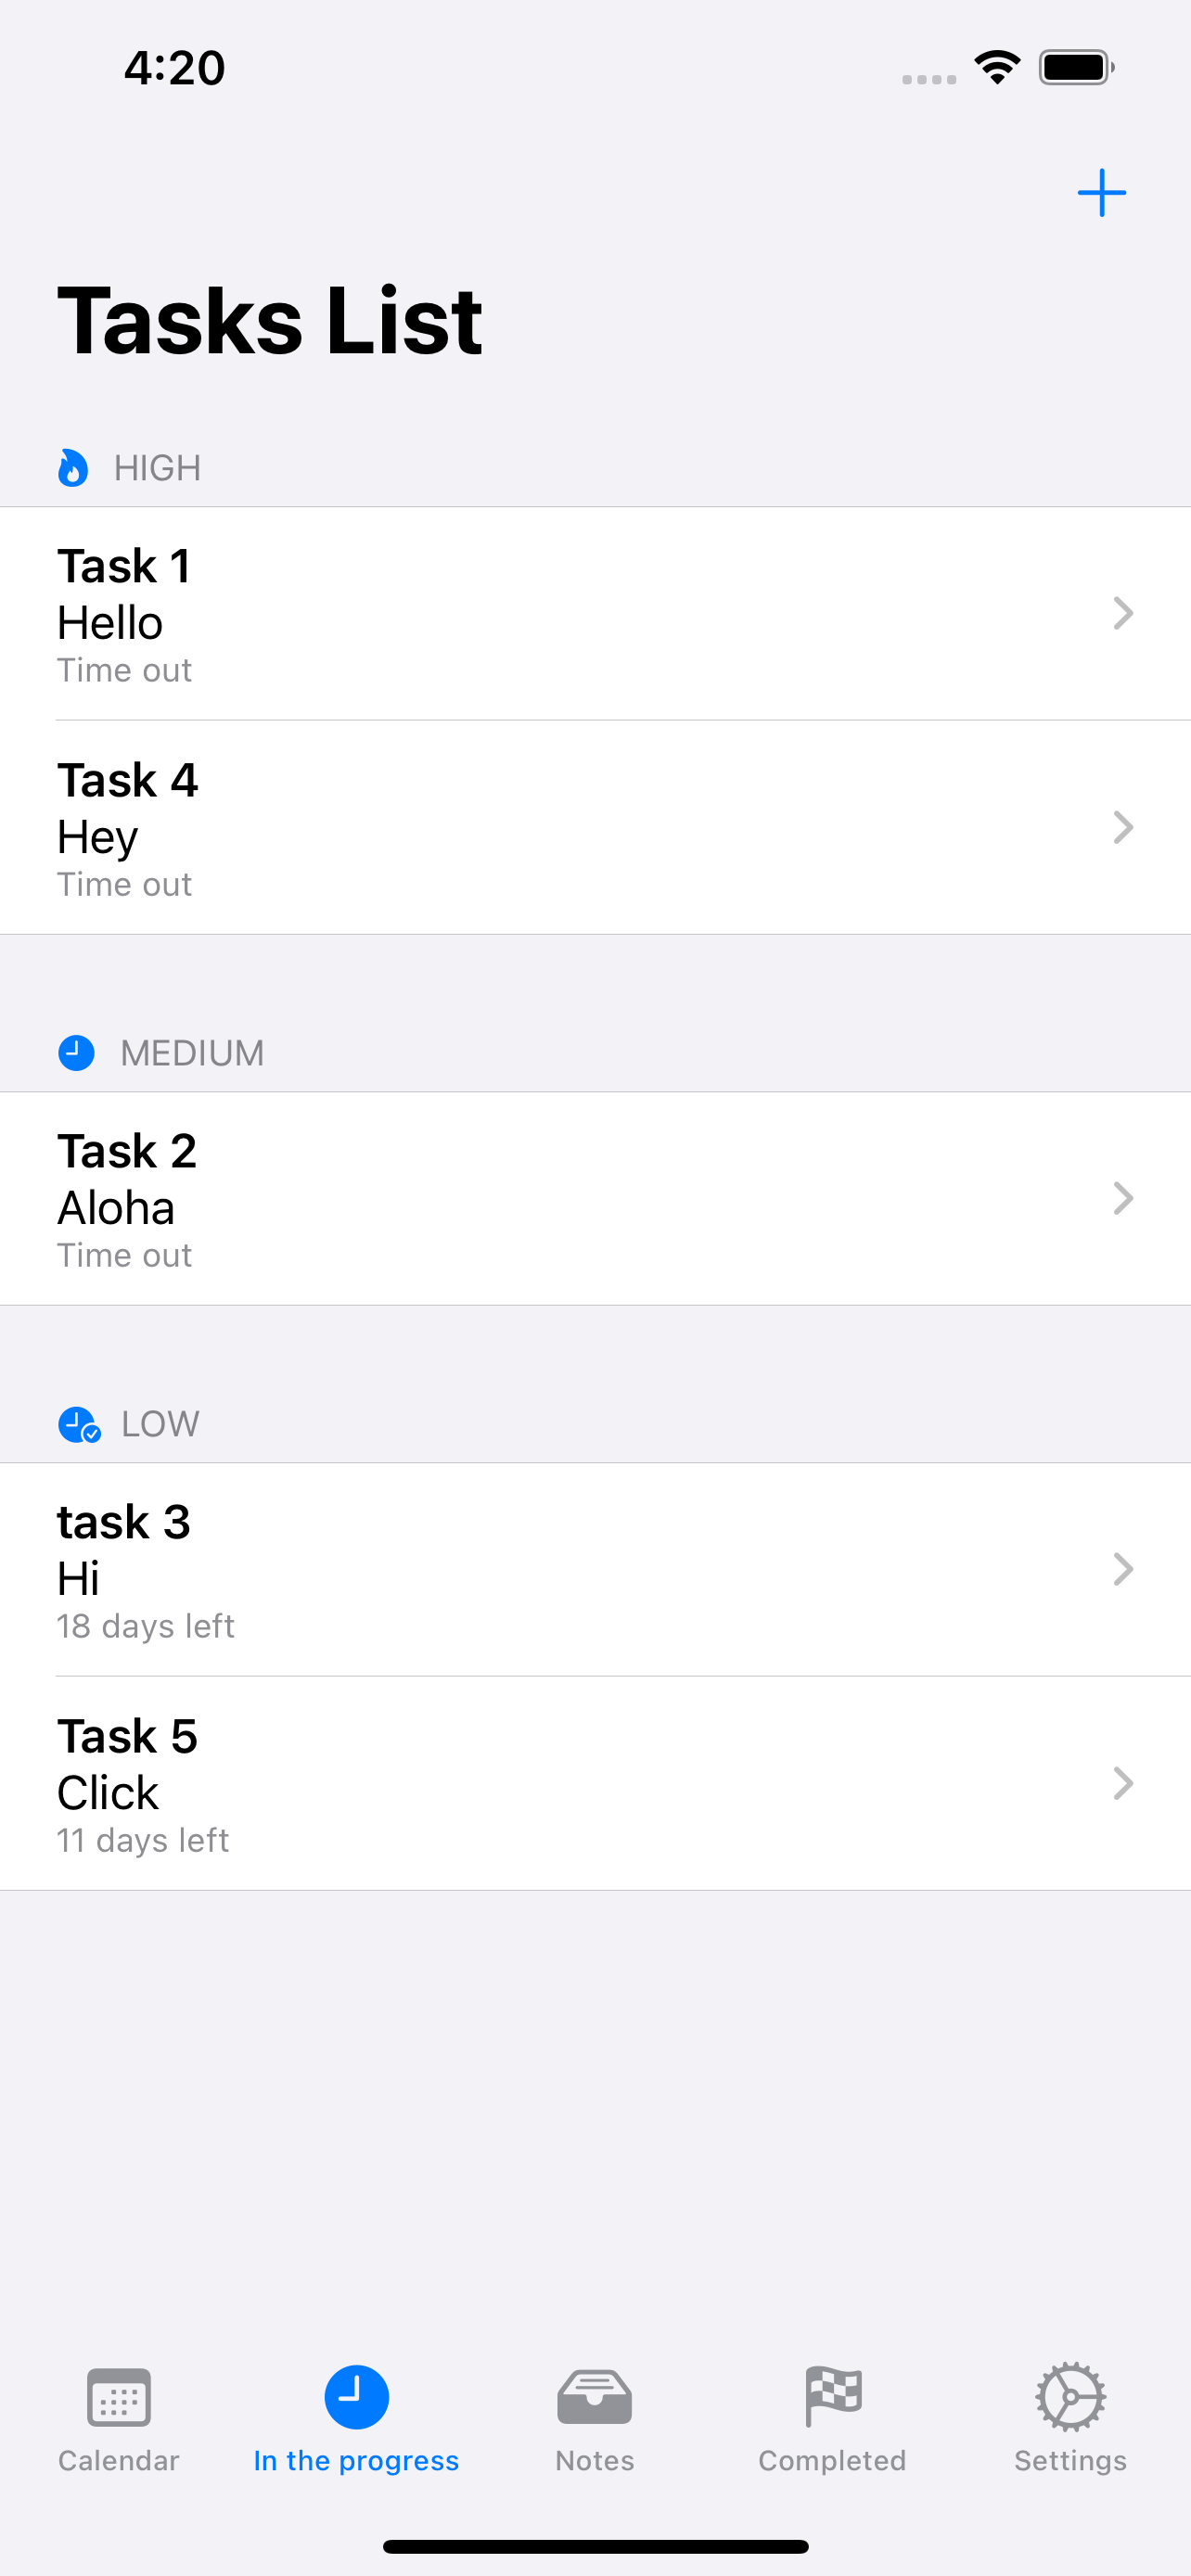 4:20
Tasks List
HIGH
Task 1
Hello
Time out
Task 4
Hey
Time out
MEDIUM
Task 2
Aloha
Time out
LOW
task 3
Hi
18 days left
Task 5
Click
11 days left
Calendar
In the progress
Notes
Completed
Settings